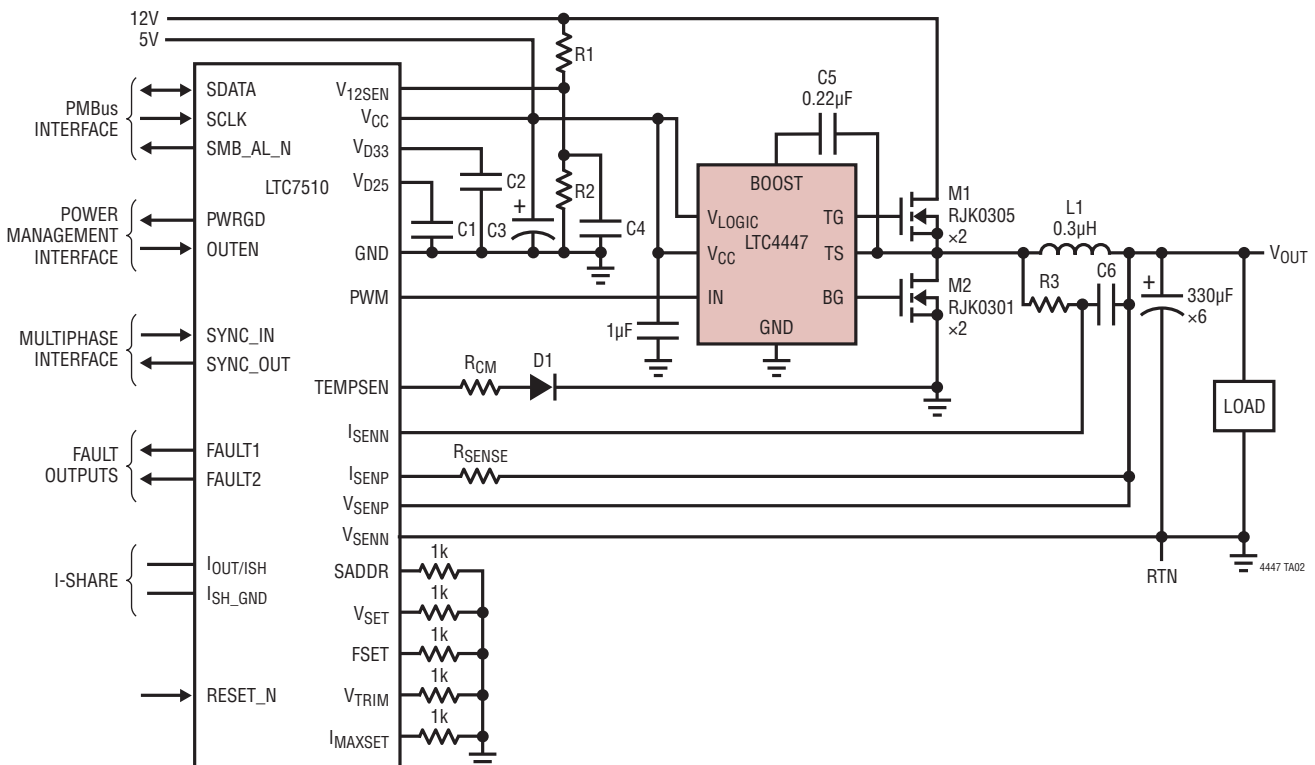 12V
5V
R1
PMBus
INTERFACE
SDATA
SCLK
SMB_AL_N
LTC7510
V12SEN
VCC
VD33
VD25
C1
C2
+
C3
R2
C4
POWER
MANAGEMENT
INTERFACE
PWRGD
OUTEN
GND
PWM
C5
0.22µF
BOOST
VLOGIC
TG
LTC4447
VCC
TS
IN
BG
GND
1µF
M1
RJK0305
×2
M2
RJK0301
×2
L1
0.3µH
R3
C6
VOUT
+
330µF
×6
LOAD
MULTIPHASE
INTERFACE
SYNC_IN
SYNC_OUT
TEMPSEN
RCM
D1
FAULT
OUTPUTS
FAULT1
FAULT2
ISENN
ISENP
RSENSE
VSENP
VSENN
RTN
4447 TA02
I-SHARE
IOUT/ISH
ISH_GND
SADDR
1k
VSET
1k
FSET
1k
VTRIM
1k
IMAXSET
1k
RESET_N